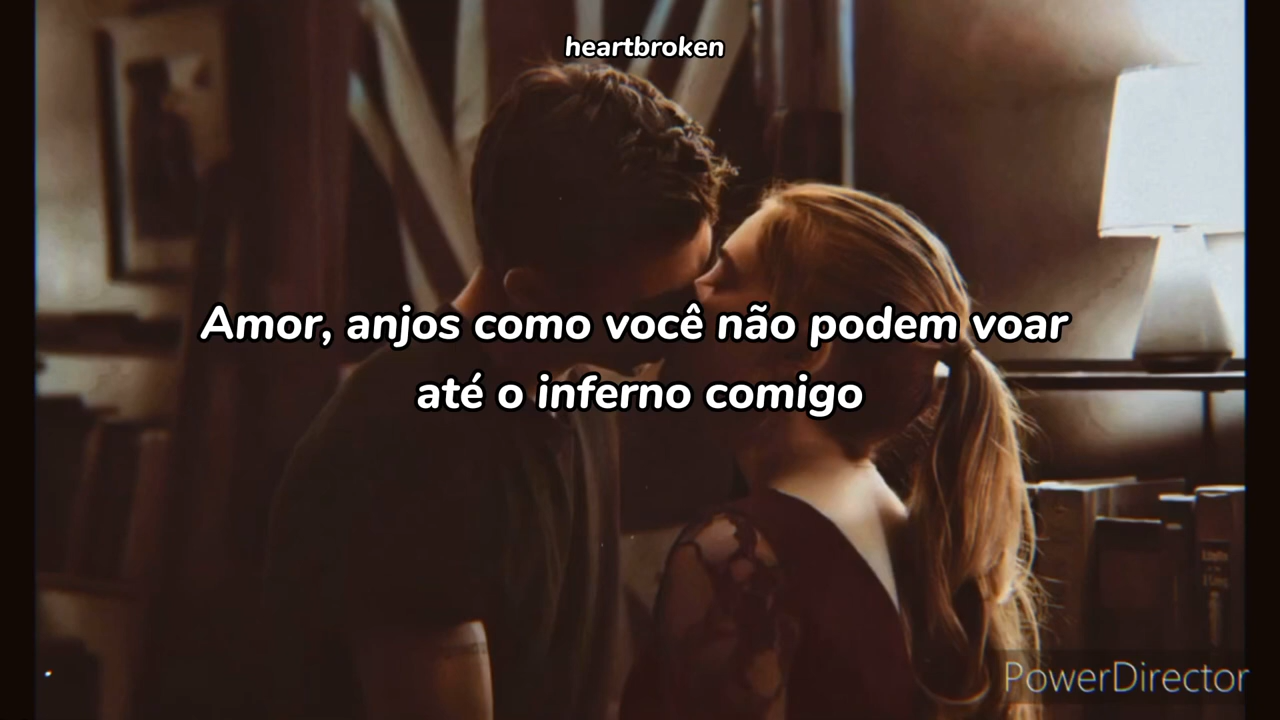 heartbroken
Amor, anjos como você não podem voar
até o inferno comigo
PowerDirector